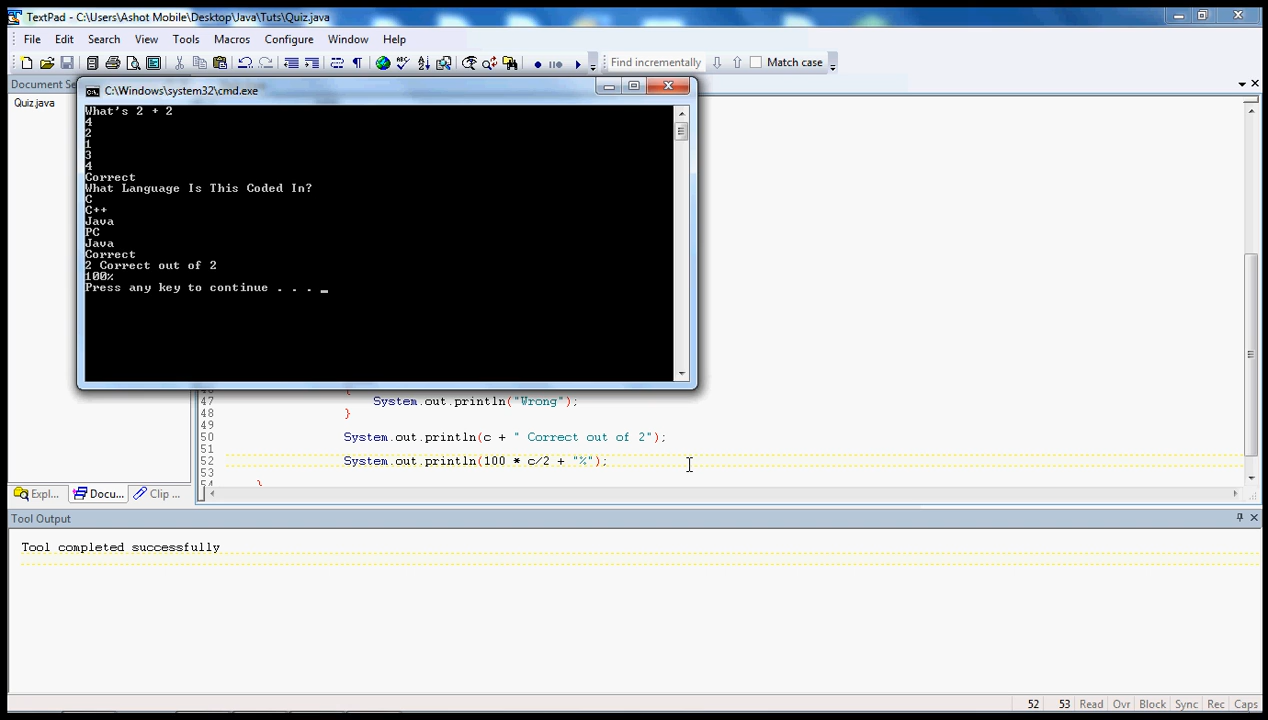 TextPad - C:\Users\Ashot Mobile\Desktop\Java\Tuts\Quiz.java
File Edit Search View Tools Macros Configure Window Help
Find incrementally Match case
Document Se
Quiz.java
C:\Windows\system32\cmd.exe
What's 2 + 2
4
2
1
3
4
Correct
What Language Is This Coded In?
C
C++
Java
PC
Java
Correct
2 Correct out of 2
100%
Press any key to continue . . . _
47 System.out.println("Wrong");
48 }
49
50 System.out.println(c + " Correct out of 2");
51
52 System.out.println(100 * c/2 + "%");
53
54 }
Expl... Docu... Clip ...
Tool Output
Tool completed successfully
52 53 Read Ovr Block Sync Rec Caps